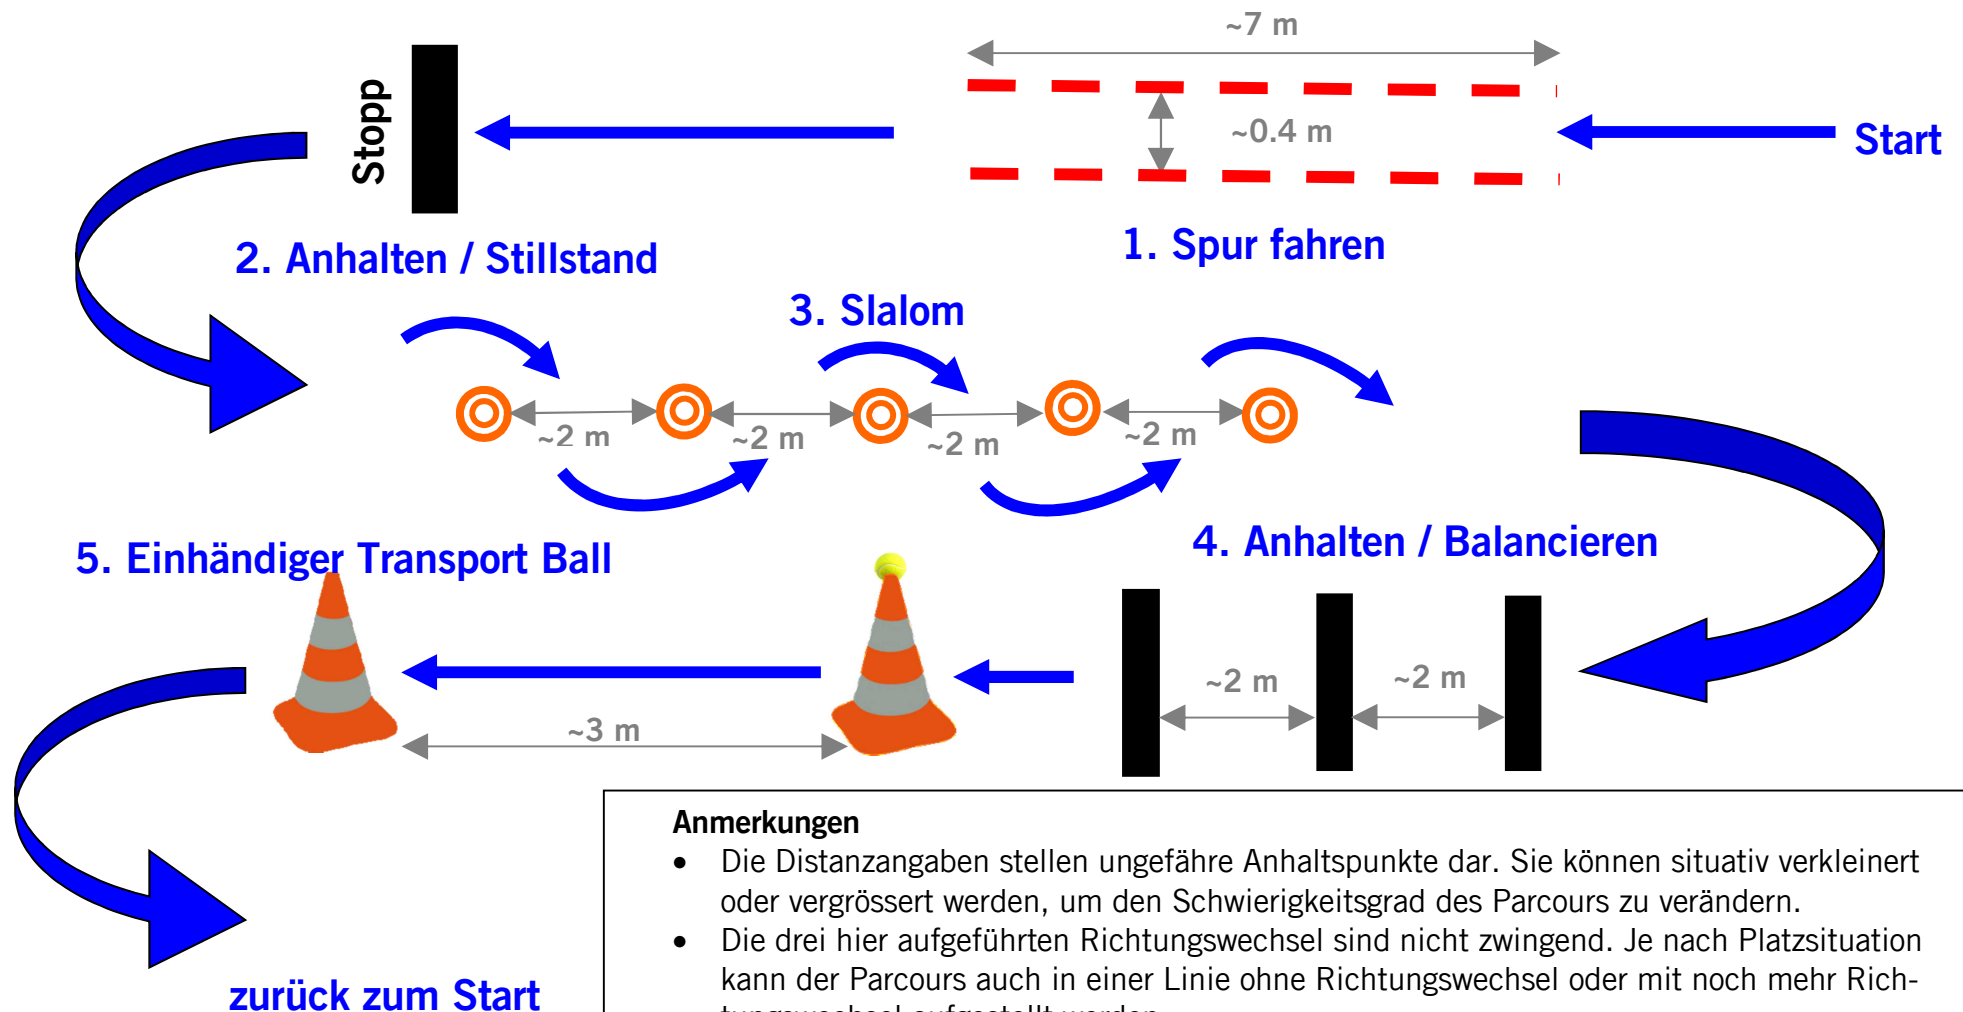 ~7 m
Stopp
~0.4 m
Start
1. Spur fahren
2. Anhalten / Stillstand
3. Slalom
~2 m
~2 m
~2 m
~2 m
4. Anhalten / Balancieren
5. Einhändiger Transport Ball
~2 m
~2 m
~3 m
Anmerkungen
• Die Distanzangaben stellen ungefähre Anhaltspunkte dar. Sie können situativ verkleinert
oder vergrössert werden, um den Schwierigkeitsgrad des Parcours zu verändern.
• Die drei hier aufgeführten Richtungswechsel sind nicht zwingend. Je nach Platzsituation
kann der Parcours auch in einer Linie ohne Richtungswechsel oder mit noch mehr Rich-
tungswechsel aufgestellt werden
zurück zum Start